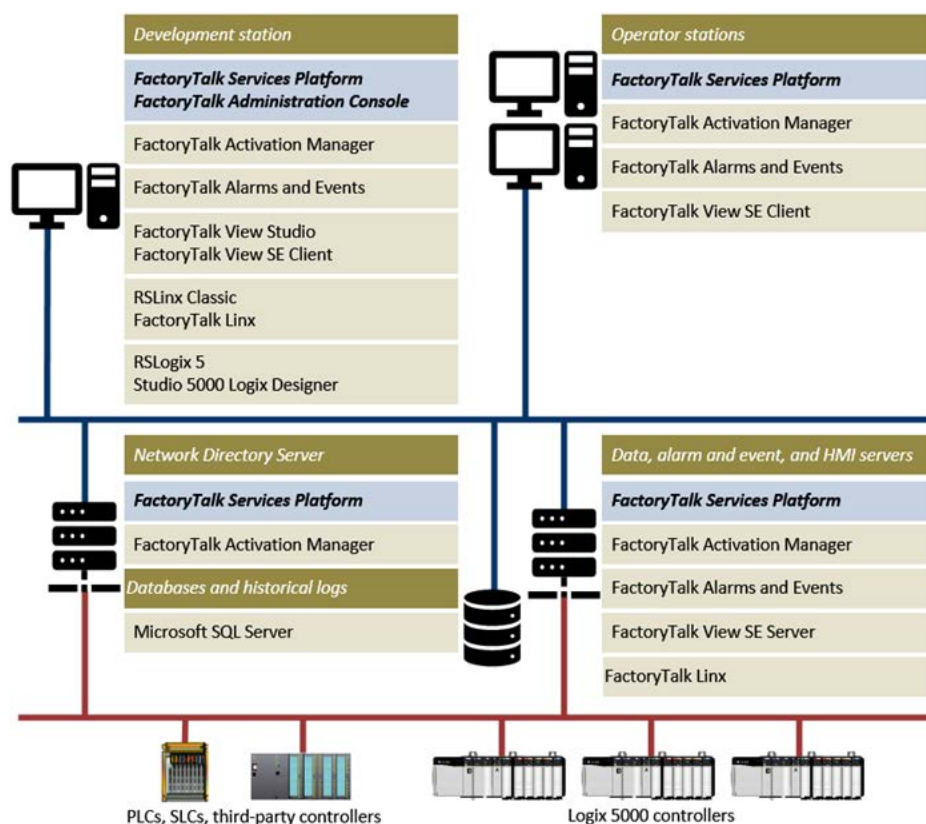 Development station
FactoryTalk Services Platform
FactoryTalk Administration Console
FactoryTalk Activation Manager
FactoryTalk Alarms and Events
FactoryTalk View Studio
FactoryTalk View SE Client
RSLinx Classic
FactoryTalk Linx
RSLogix 5
Studio 5000 Logix Designer
Operator stations
FactoryTalk Services Platform
FactoryTalk Activation Manager
FactoryTalk Alarms and Events
FactoryTalk View SE Client
Network Directory Server
FactoryTalk Services Platform
FactoryTalk Activation Manager
Databases and historical logs
Microsoft SQL Server
Data, alarm and event, and HMI servers
FactoryTalk Services Platform
FactoryTalk Activation Manager
FactoryTalk Alarms and Events
FactoryTalk View SE Server
FactoryTalk Linx
PLCs, SLCs, third-party controllers
Logix 5000 controllers